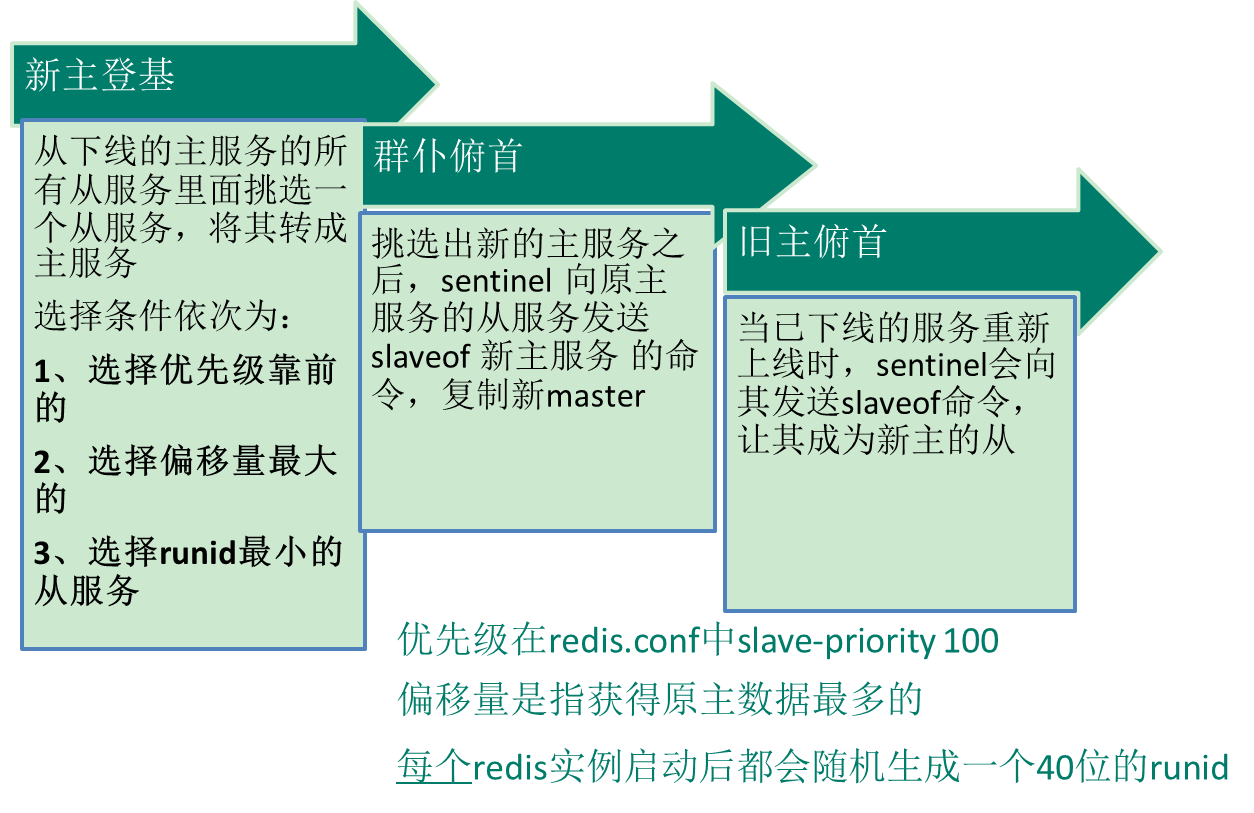 新主登基
从下线的主服务的所
有从服务里面挑选一
个从服务，将其转成
主服务
选择条件依次为：
1、选择优先级靠前
的
2、选择偏移量最大
的
3、选择runid最小的
从服务
群仆俯首
挑选出新的主服务之
后，sentinel 向原主
服务的从服务发送
slaveof 新主服务 的命
令，复制新master
旧主俯首
当已下线的服务重新
上线时，sentinel会向
其发送slaveof命令，
让其成为新主的从
优先级在redis.conf中slave-priority 100
偏移量是指获得原主数据最多的
每个redis实例启动后都会随机生成一个40位的runid